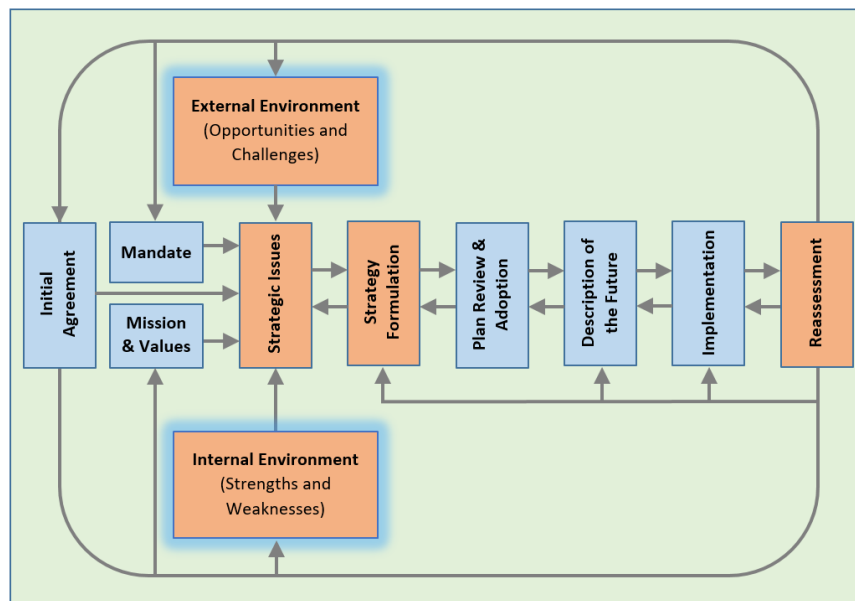 External Environment
(Opportunities and
Challenges)
Initial
Agreement
Mandate
Mission
& Values
Strategic Issues
Strategy
Formulation
Plan Review &
Adoption
Description of
the Future
Implementation
Reassessment
Internal Environment
(Strengths and
Weaknesses)